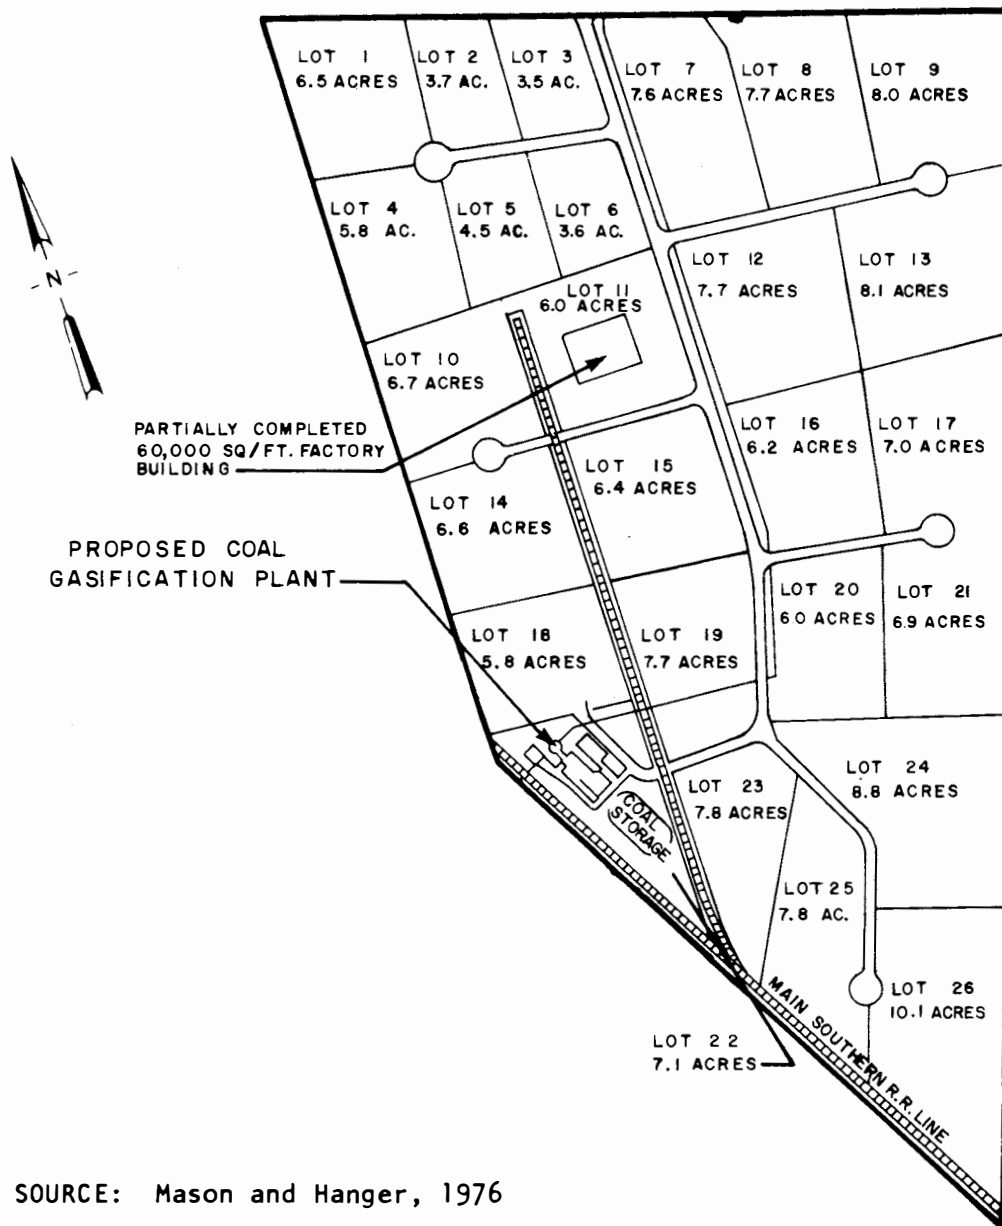 LOT 1
6.5 ACRES
LOT 2
3.7 AC.
LOT 3
3.5 AC.
LOT 7
7.6 ACRES
LOT 8
7.7 ACRES
LOT 9
8.0 ACRES
LOT 4
5.8 AC.
LOT 5
4.5 AC.
LOT 6
3.6 AC.
N
LOT 12
7.7 ACRES
LOT 13
8.1 ACRES
LOT 11
6.0 ACRES
LOT 10
6.7 ACRES
PARTIALLY COMPLETED
60,000 SQ/FT. FACTORY
BUILDING
LOT 16
6.2 ACRES
LOT 17
7.0 ACRES
LOT 15
6.4 ACRES
LOT 14
6.6 ACRES
PROPOSED COAL
GASIFICATION PLANT
LOT 20
6.0 ACRES
LOT 21
6.9 ACRES
LOT 18
5.8 ACRES
LOT 19
7.7 ACRES
LOT 24
8.8 ACRES
LOT 23
7.8 ACRES
COAL
STORAGE
LOT 25
7.8 AC.
LOT 26
10.1 ACRES
MAIN SOUTHERN R.R. LINE
LOT 22
7.1 ACRES
SOURCE: Mason and Hanger, 1976